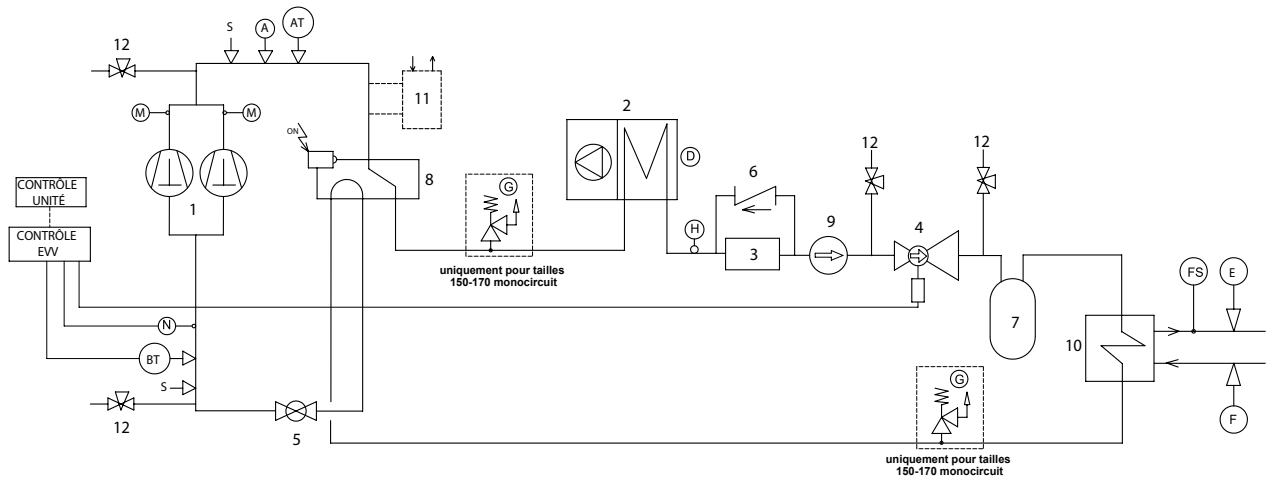 S
A
AT
12
11
M
M
ON
8
1
CONTRÔLE
UNITÉ
CONTRÔLE
EVV
G
uniquement pour tailles
150-170 monocircuit
2
D
H
6
3
9
12
4
12
7
FS
E
10
F
N
BT
S
12
5
G
uniquement pour tailles
150-170 monocircuit